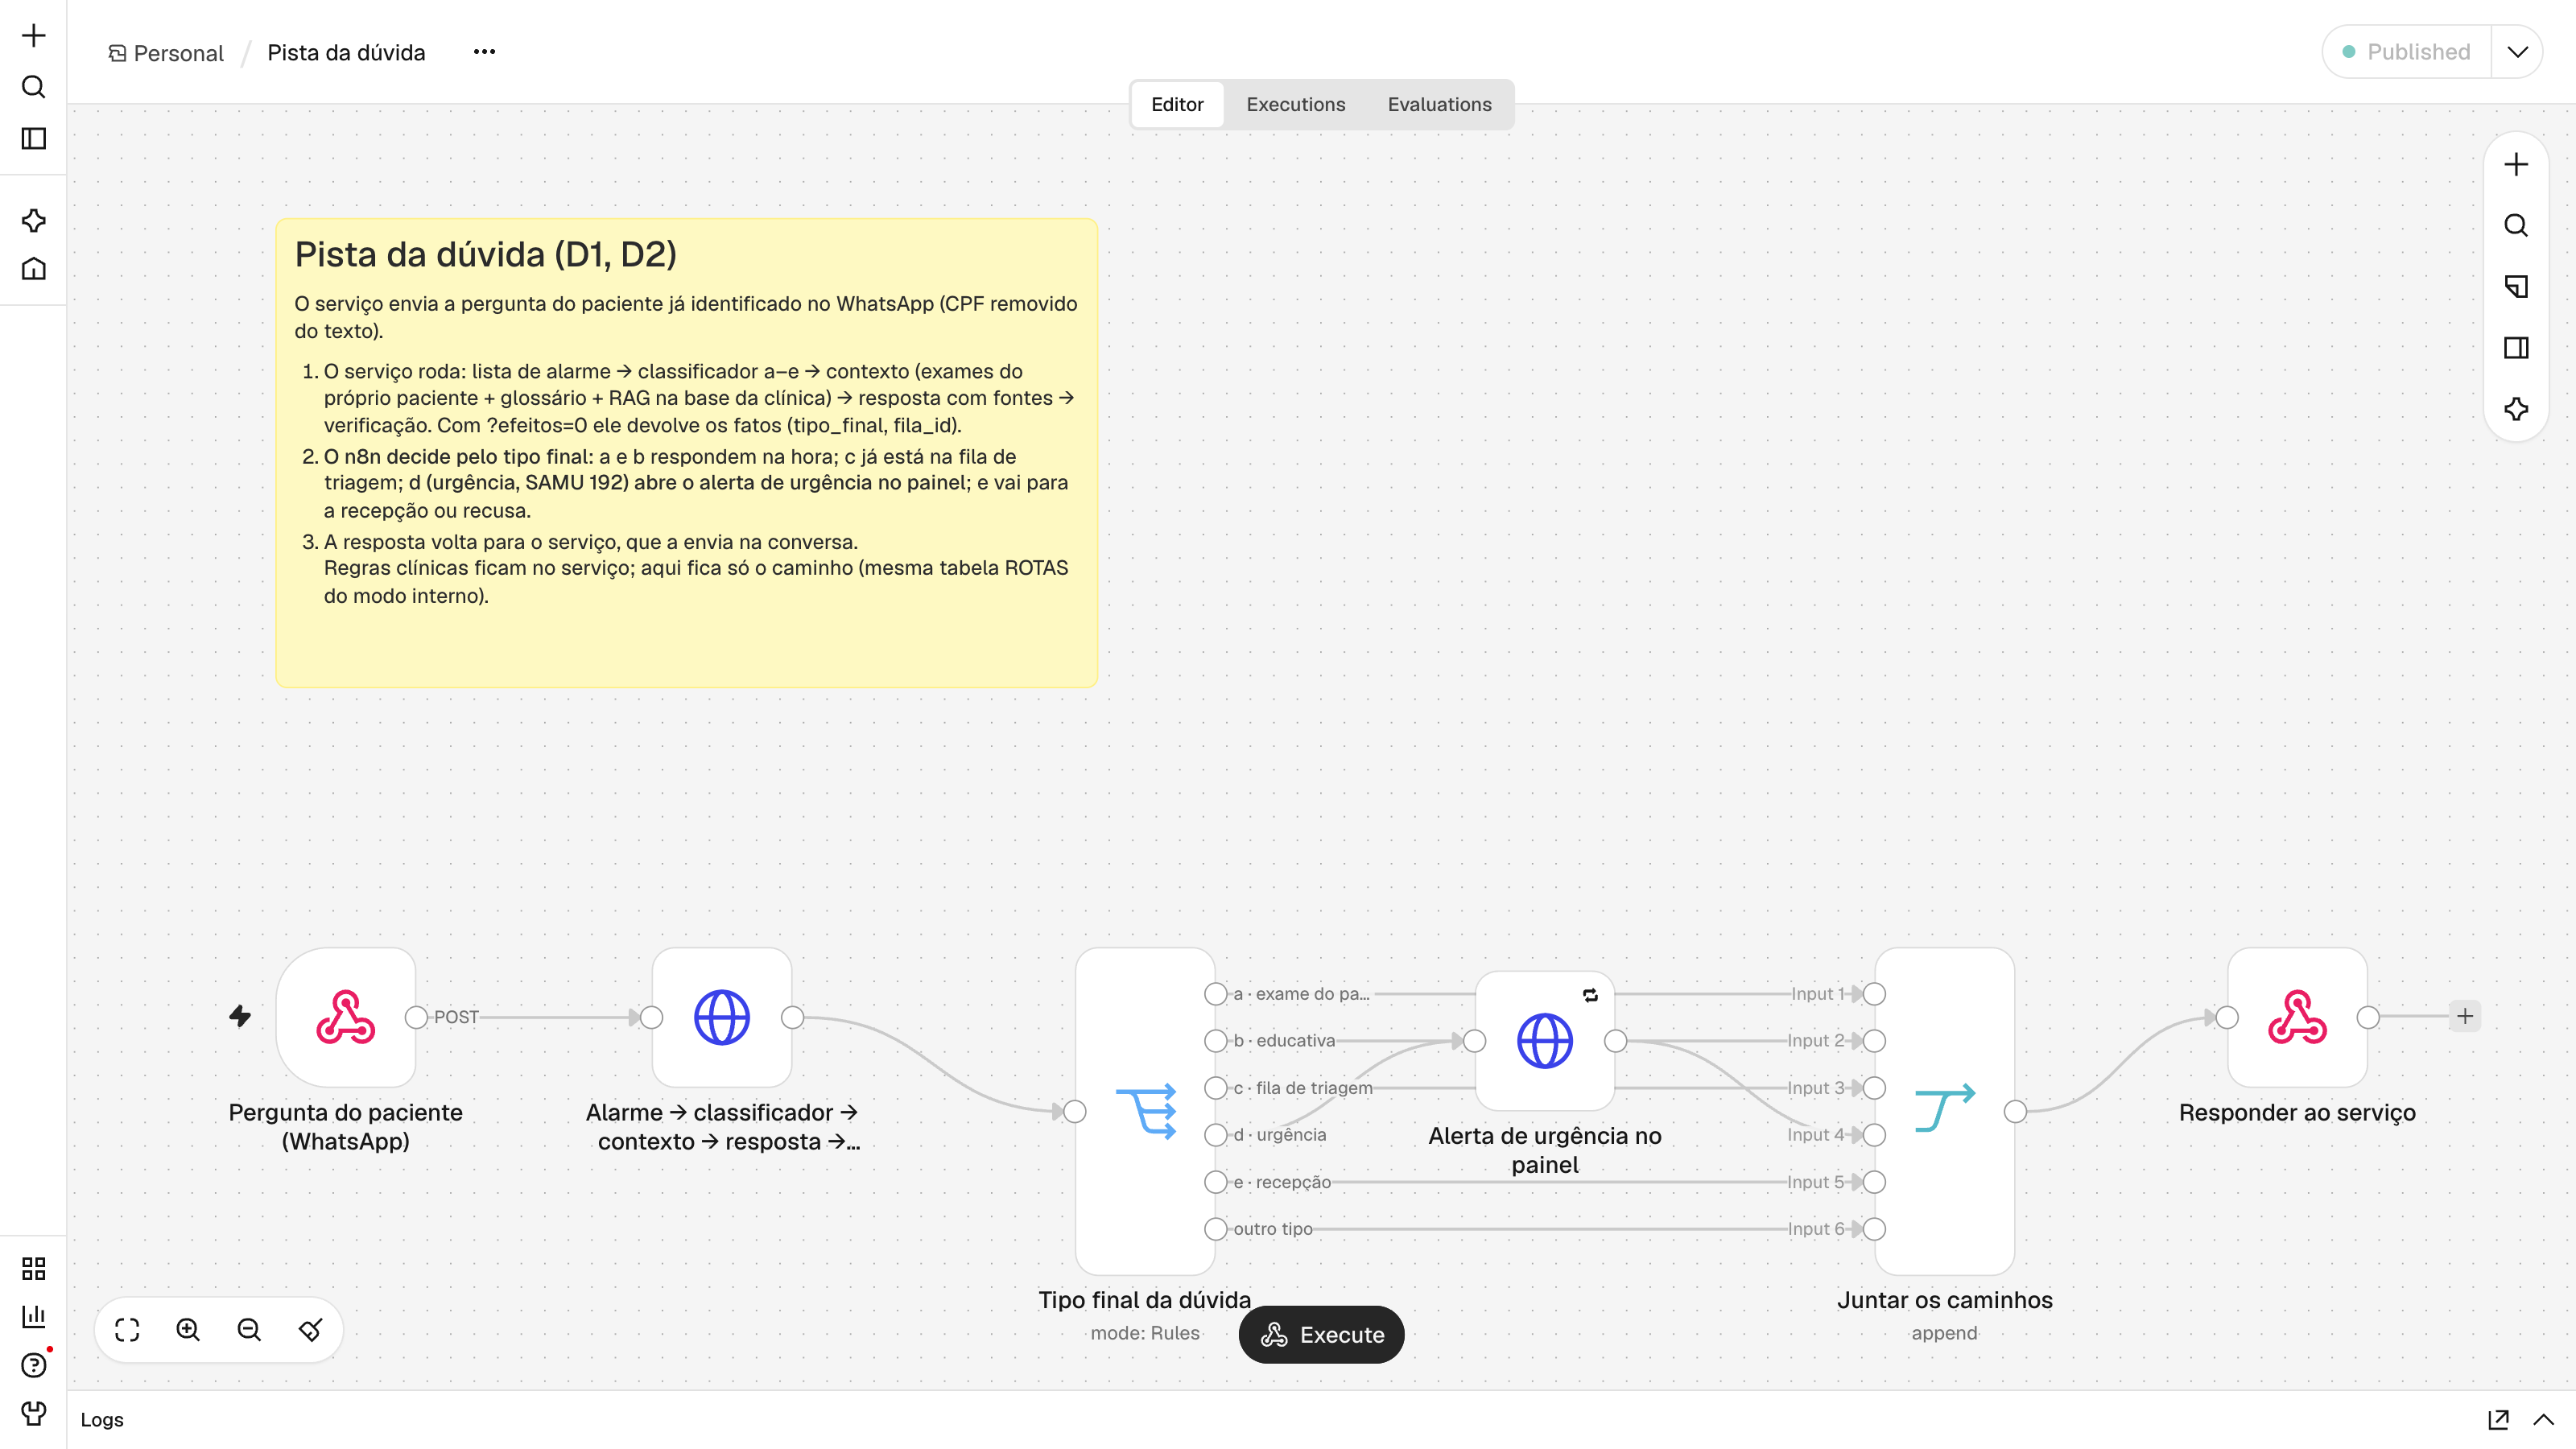 Personal / Pista da dúvida ...
Published
Editor Executions Evaluations
Pista da dúvida (D1, D2)
O serviço envia a pergunta do paciente já identificado no WhatsApp (CPF removido
do texto).
1. O serviço roda: lista de alarme → classificador a–e → contexto (exames do
próprio paciente + glossário + RAG na base da clínica) → resposta com fontes →
verificação. Com ?efeitos=0 ele devolve os fatos (tipo_final, fila_id).
2. O n8n decide pelo tipo final: a e b respondem na hora; c já está na fila de
triagem; d (urgência, SAMU 192) abre o alerta de urgência no painel; e vai para
a recepção ou recusa.
3. A resposta volta para o serviço, que a envia na conversa.
Regras clínicas ficam no serviço; aqui fica só o caminho (mesma tabela ROTAS
do modo interno).
POST
Pergunta do paciente
(WhatsApp)
Alarme → classificador →
contexto → resposta →...
a · exame do pa...
b · educativa
c · fila de triagem
d · urgência
e · recepção
outro tipo
Tipo final da dúvida
mode: Rules
Alerta de urgência no
painel
Input 1
Input 2
Input 3
Input 4
Input 5
Input 6
Juntar os caminhos
append
Responder ao serviço
Execute
Logs